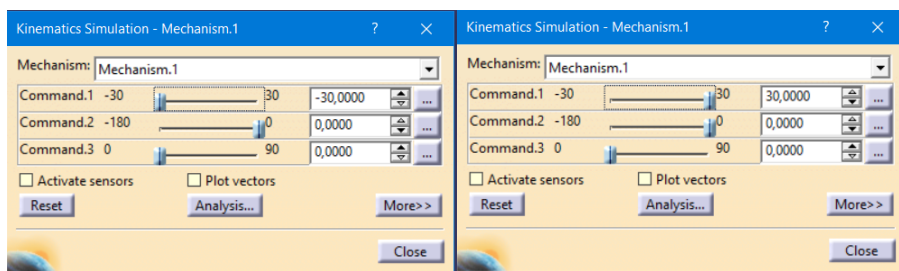 Kinematics Simulation - Mechanism.1 ? ×
Mechanism: Mechanism.1
Command.1 -30 30 -30,0000 ...
Command.2 -180 0 0,0000 ...
Command.3 0 90 0,0000 ...
Activate sensors Plot vectors
Reset Analysis... More>>
Close
Kinematics Simulation - Mechanism.1 ? ×
Mechanism: Mechanism.1
Command.1 -30 30 30,0000 ...
Command.2 -180 0 0,0000 ...
Command.3 0 90 0,0000 ...
Activate sensors Plot vectors
Reset Analysis... More>>
Close